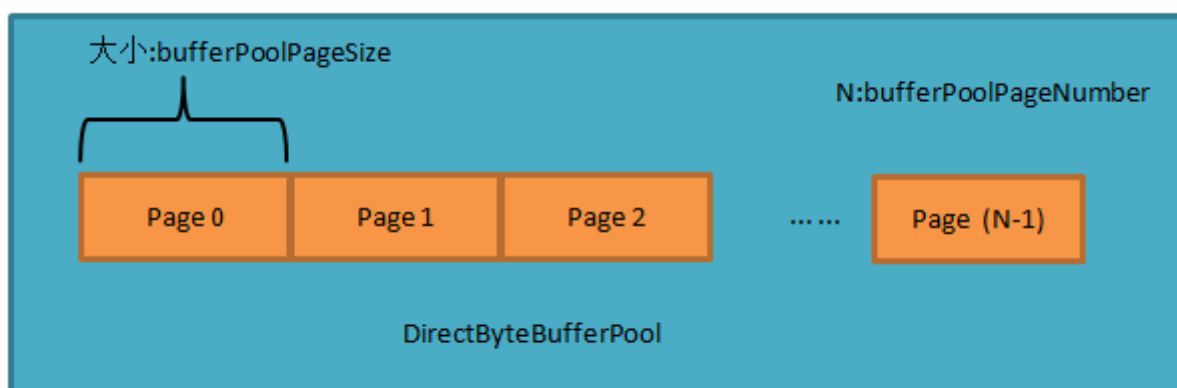 大小:bufferPoolPageSize
N:bufferPoolPageNumber
Page 0
Page 1
Page 2
……
Page (N-1)
DirectByteBufferPool